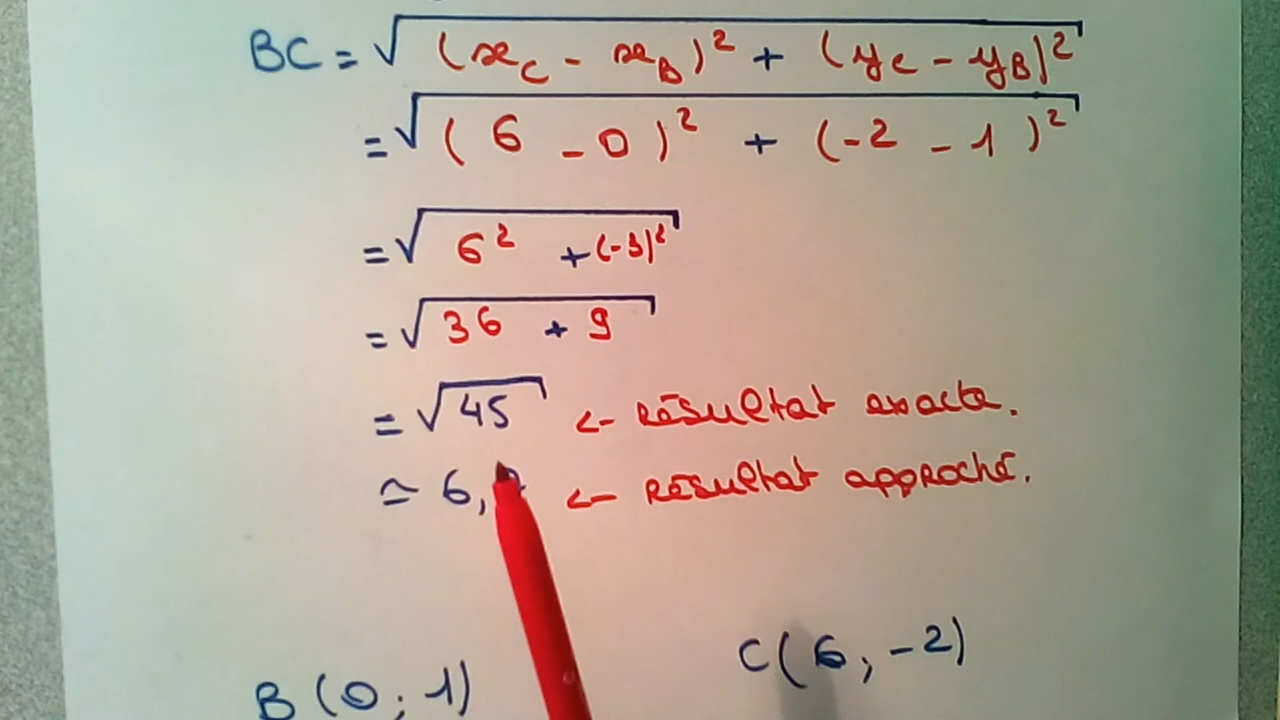 BC = √((x_C - x_B)² + (y_C - y_B)²)
= √((6 - 0)² + (-2 - 1)²)
= √(6² + (-3)²)
= √(36 + 9)
= √45 <- résultat exacte.
≃ 6, <- résultat approché.
B (0 ; 1)
C (6 ; -2)